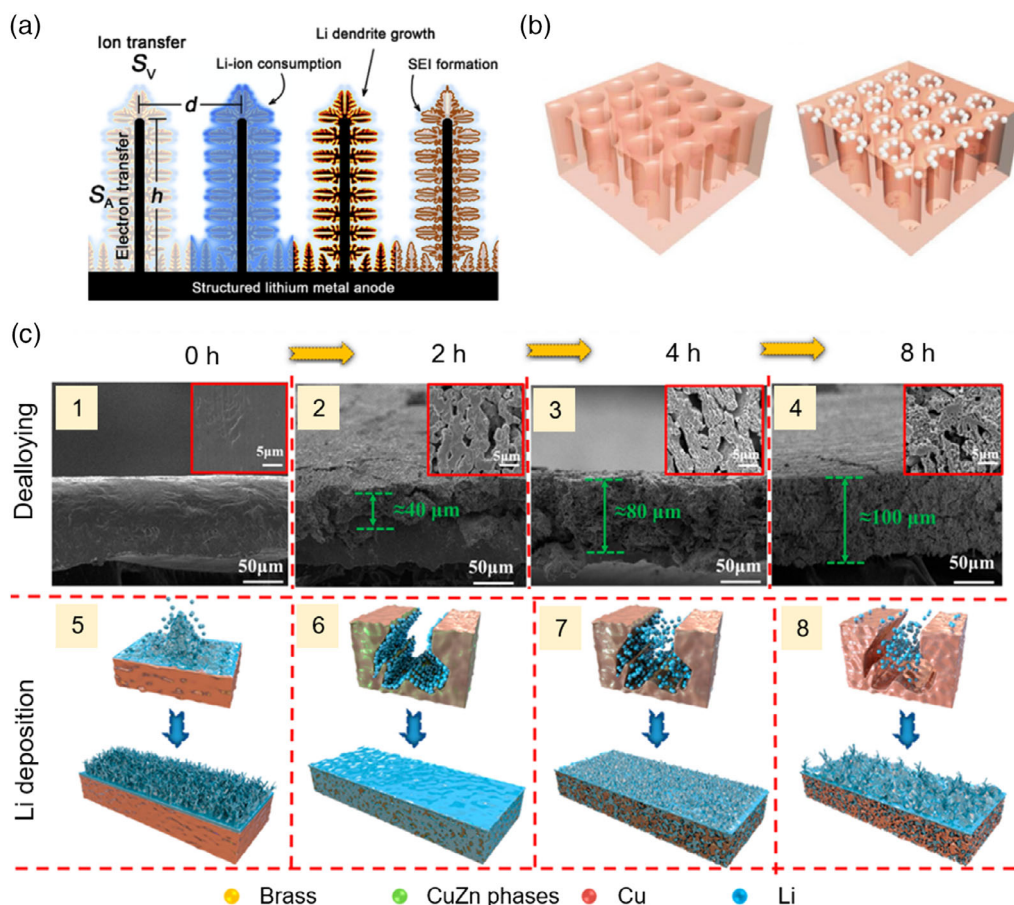 (a)
Ion transfer
S_V
Li-ion consumption
Li dendrite growth
SEI formation
d
S_A
Electron transfer
h
Structured lithium metal anode
(b)
(c)
0 h
2 h
4 h
8 h
Dealloying
1
5μm
50μm
2
5μm
≈40 μm
50μm
3
5μm
≈80 μm
50μm
4
5μm
≈100 μm
50μm
Li deposition
5
6
7
8
Brass
CuZn phases
Cu
Li